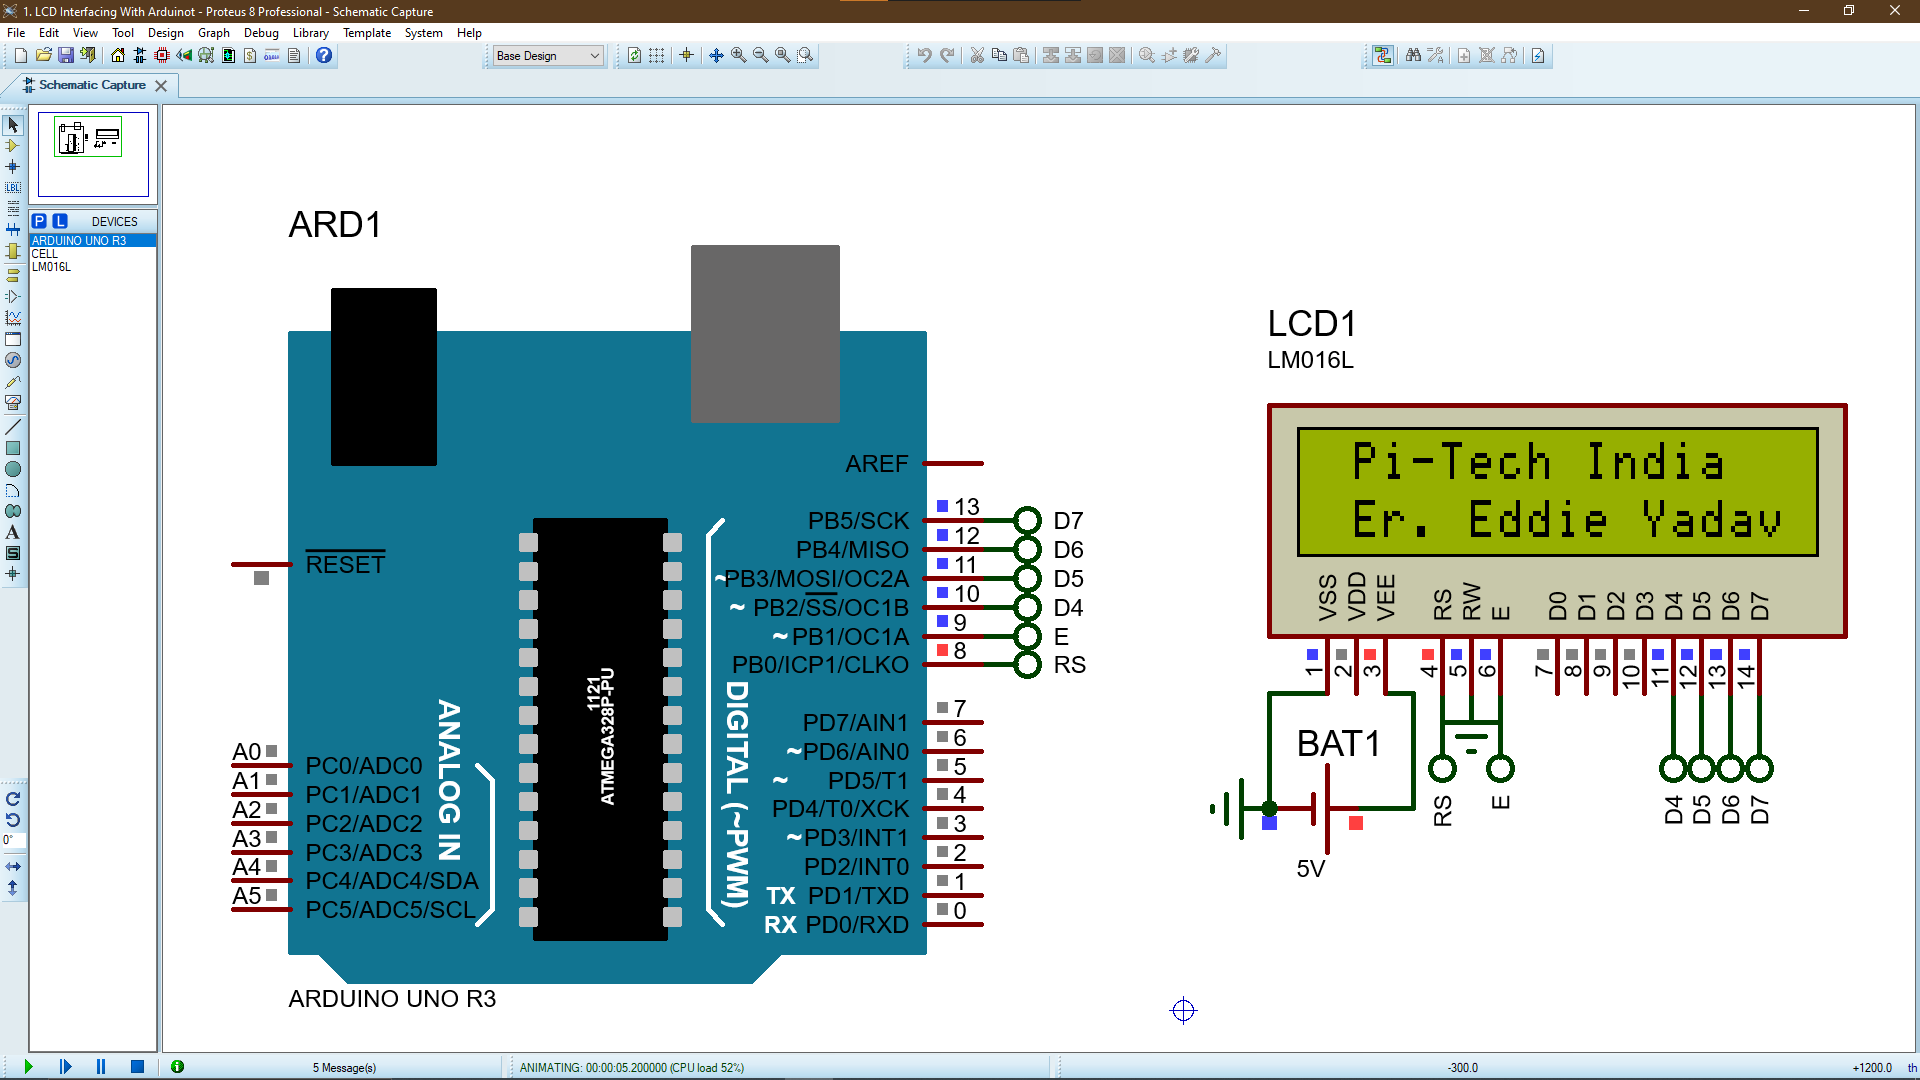 1. LCD Interfacing With Arduinot - Proteus 8 Professional - Schematic Capture
File Edit View Tool Design Graph Debug Library Template System Help
Base Design
Schematic Capture
P L DEVICES
ARDUINO UNO R3
CELL
LM016L
LBL
A
S
0°
ARD1
RESET
AREF
PB5/SCK 13 D7
PB4/MISO 12 D6
~PB3/MOSI/OC2A 11 D5
~ PB2/SS/OC1B 10 D4
~ PB1/OC1A 9 E
PB0/ICP1/CLKO 8 RS
PD7/AIN1 7
~PD6/AIN0 6
~ PD5/T1 5
PD4/T0/XCK 4
~PD3/INT1 3
PD2/INT0 2
TX PD1/TXD 1
RX PD0/RXD 0
DIGITAL (~PWM)
1121
ATMEGA328P-PU
ANALOG IN
A0 PC0/ADC0
A1 PC1/ADC1
A2 PC2/ADC2
A3 PC3/ADC3
A4 PC4/ADC4/SDA
A5 PC5/ADC5/SCL
ARDUINO UNO R3
LCD1
LM016L
Pi-Tech India
Er. Eddie Yadav
VSS VDD VEE RS RW E D0 D1 D2 D3 D4 D5 D6 D7
1 2 3 4 5 6 7 8 9 10 11 12 13 14
BAT1
5V
RS E D4 D5 D6 D7
5 Message(s)
ANIMATING: 00:00:05.200000 (CPU load 52%)
-300.0
+1200.0 th